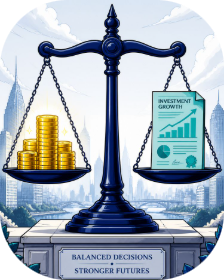 INVESTMENT
GROWTH
BALANCED DECISIONS
•
STRONGER FUTURES